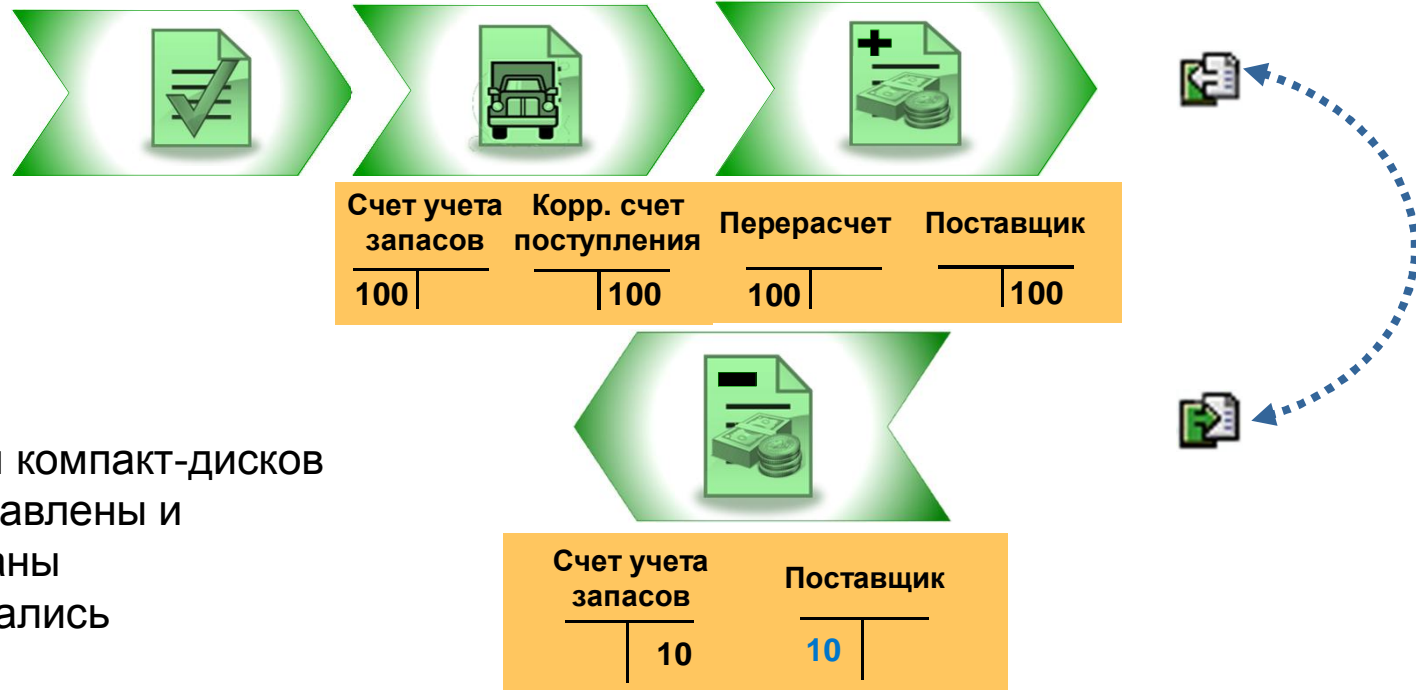 Счет учета
запасов
Корр. счет
поступления
Перерасчет
Поставщик
100
100
100
100
компакт-дисков
авлены и
аны
ались
Счет учета
запасов
Поставщик
10
10